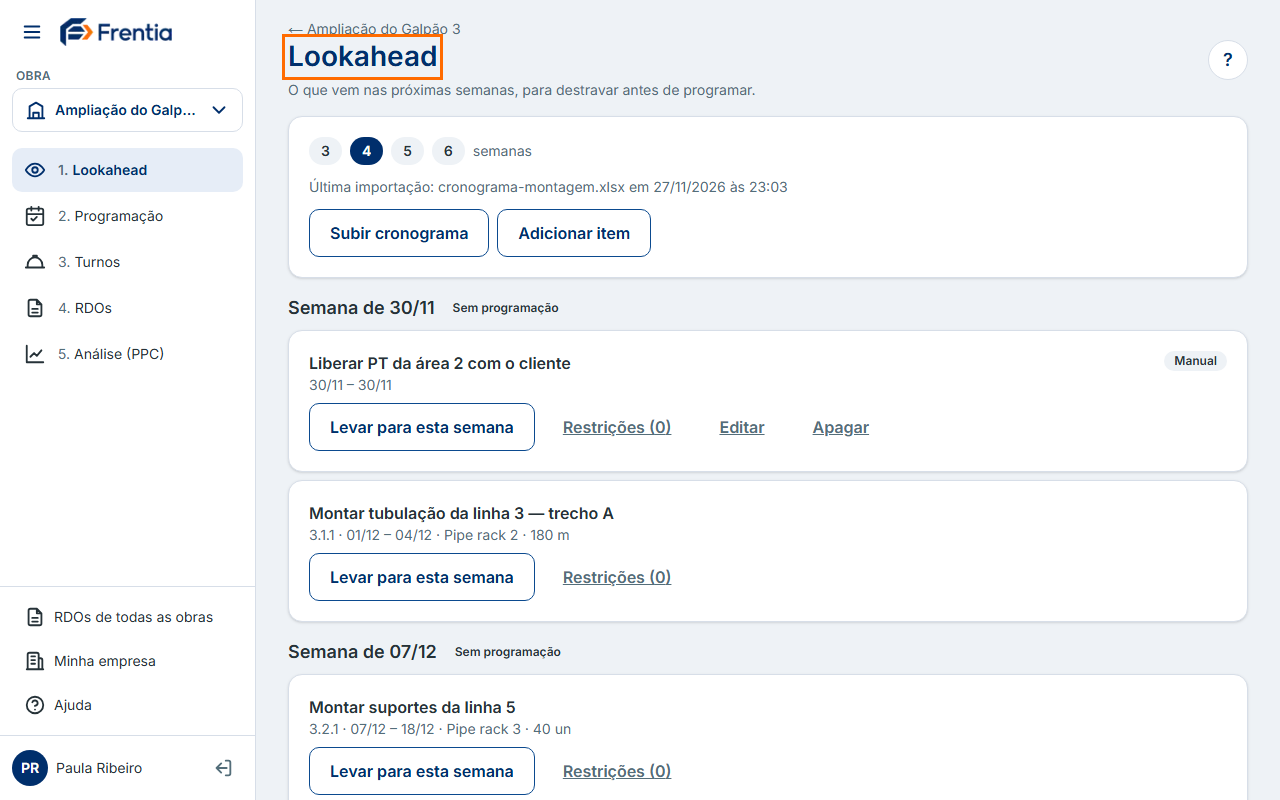 Frentia
OBRA
Ampliação do Galp...
1. Lookahead
2. Programação
3. Turnos
4. RDOs
5. Análise (PPC)
RDOs de todas as obras
Minha empresa
Ajuda
PR Paula Ribeiro
← Ampliação do Galpão 3
Lookahead
?
O que vem nas próximas semanas, para destravar antes de programar.
3 4 5 6 semanas
Última importação: cronograma-montagem.xlsx em 27/11/2026 às 23:03
Subir cronograma Adicionar item
Semana de 30/11 Sem programação
Liberar PT da área 2 com o cliente Manual
30/11 – 30/11
Levar para esta semana Restrições (0) Editar Apagar
Montar tubulação da linha 3 — trecho A
3.1.1 · 01/12 – 04/12 · Pipe rack 2 · 180 m
Levar para esta semana Restrições (0)
Semana de 07/12 Sem programação
Montar suportes da linha 5
3.2.1 · 07/12 – 18/12 · Pipe rack 3 · 40 un
Levar para esta semana Restrições (0)